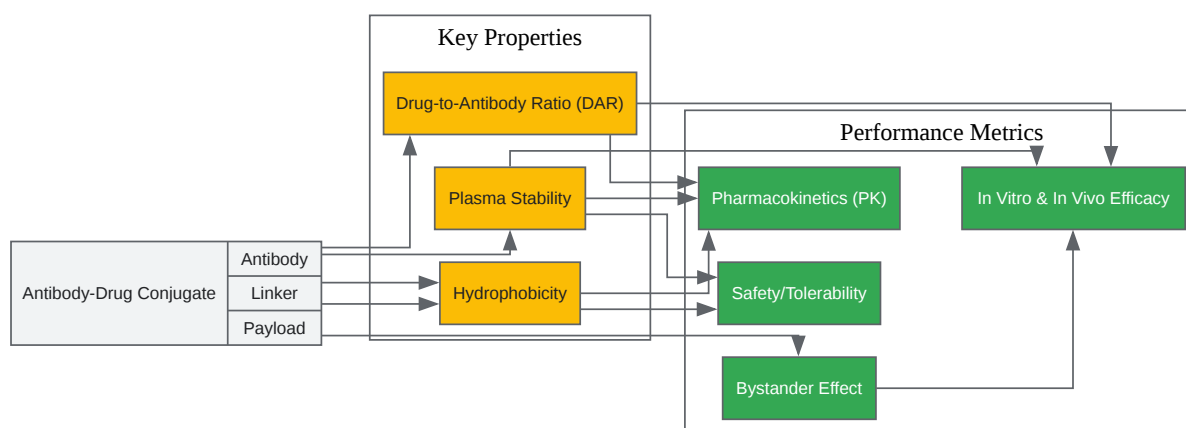 Key Properties
Drug-to-Antibody Ratio (DAR)
Performance Metrics
Plasma Stability
Pharmacokinetics (PK)
In Vitro & In Vivo Efficacy
Antibody
Antibody-Drug Conjugate
Linker
Hydrophobicity
Safety/Tolerability
Payload
Bystander Effect